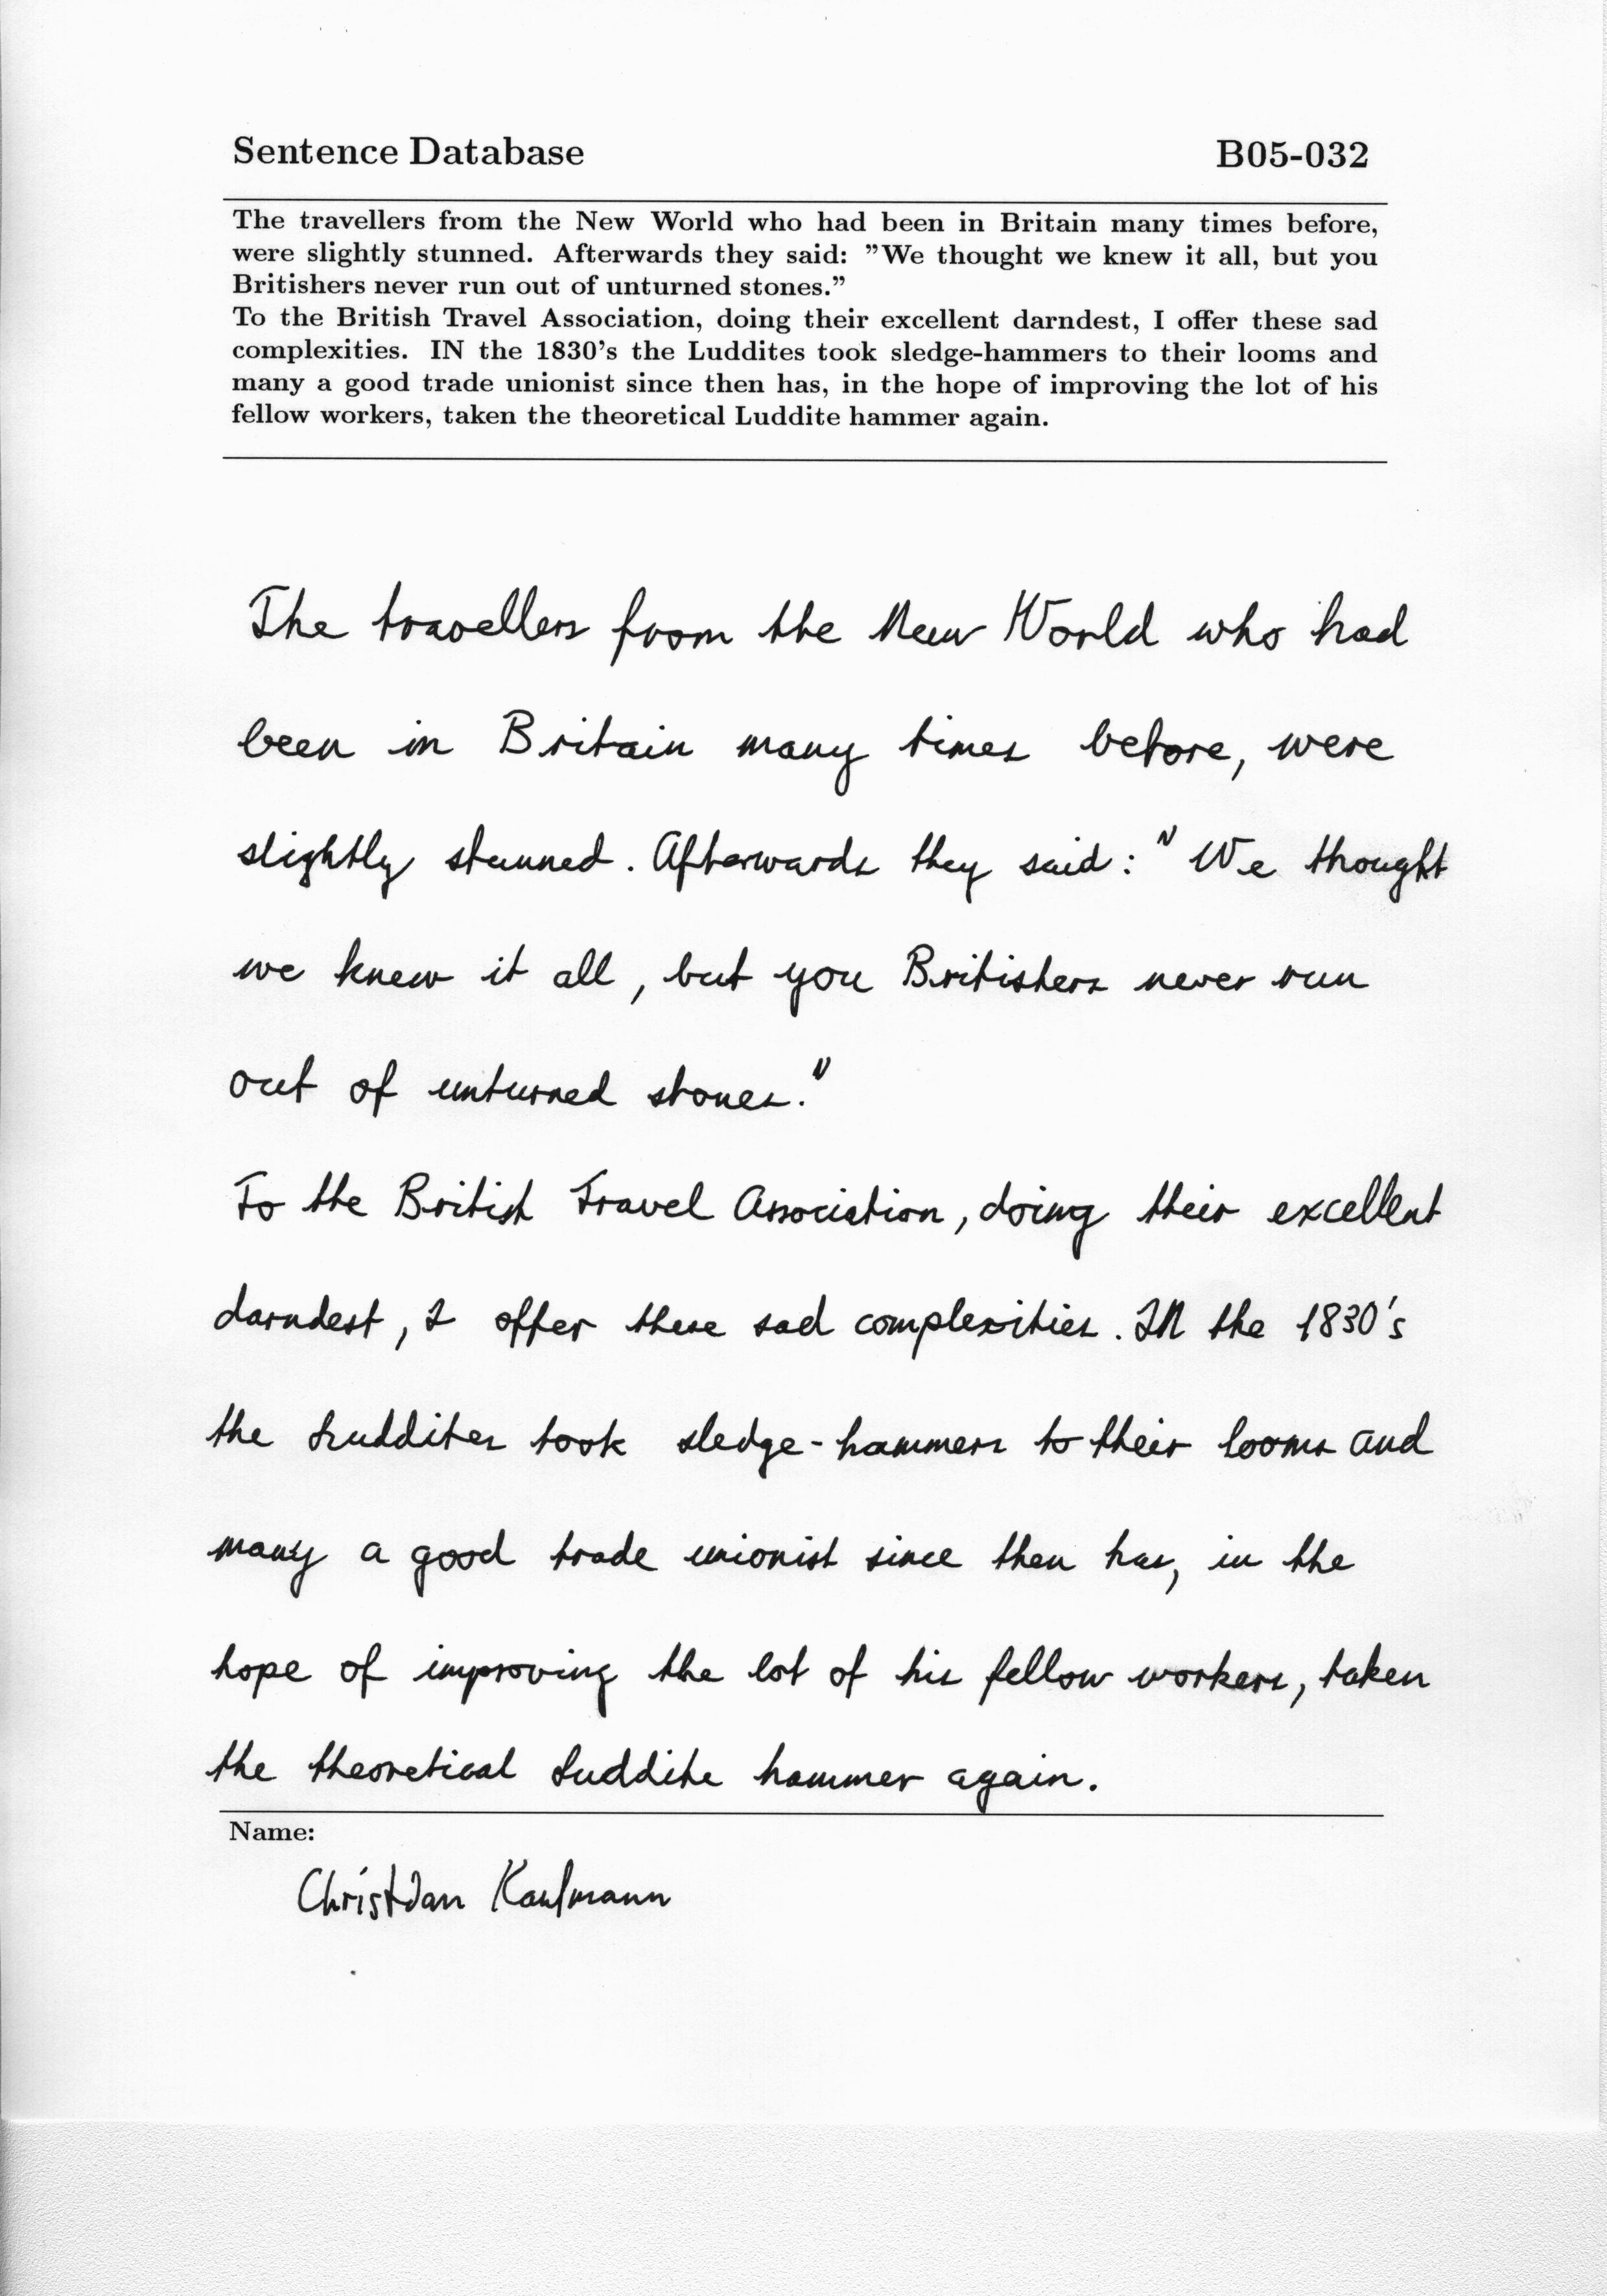 Sentence Database B05-032
The travellers from the New World who had been in Britain many times before,
were slightly stunned. Afterwards they said: "We thought we knew it all, but you
Britishers never run out of unturned stones."
To the British Travel Association, doing their excellent darndest, I offer these sad
complexities. IN the 1830's the Luddites took sledge-hammers to their looms and
many a good trade unionist since then has, in the hope of improving the lot of his
fellow workers, taken the theoretical Luddite hammer again.
The travellers from the New World who had
been in Britain many times before, were
slightly stunned. Afterwards they said: "We thought
we knew it all, but you Britishers never run
out of unturned stones."
To the British Travel Association, doing their excellent
darndest, I offer these sad complexities. IN the 1830's
the Luddites took sledge-hammers to their looms and
many a good trade unionist since then has, in the
hope of improving the lot of his fellow workers, taken
the theoretical Luddite hammer again.
Name:
Christian Kaufmann